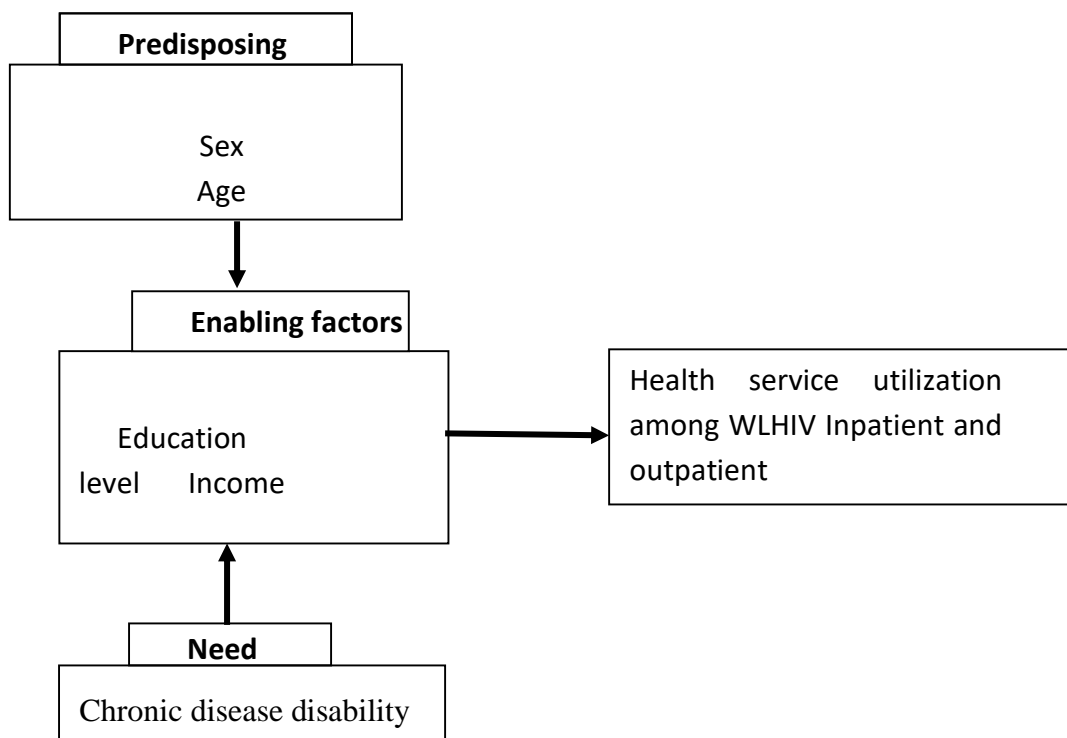 Predisposing
Sex
Age
Enabling factors
Education
level Income
Health service utilization
among WLHIV Inpatient and
outpatient
Need
Chronic disease disability